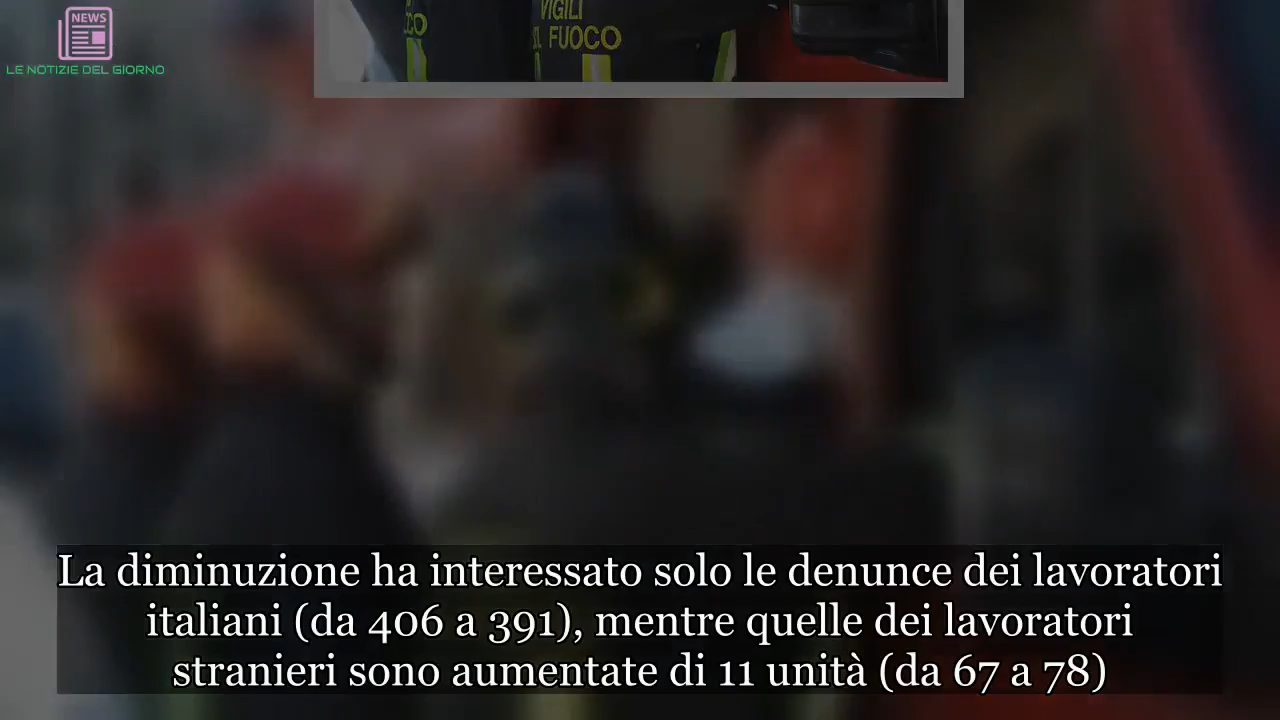 NEWS
LE NOTIZIE DEL GIORNO
VIGILI
FUOCO
La diminuzione ha interessato solo le denunce dei lavoratori
italiani (da 406 a 391), mentre quelle dei lavoratori
stranieri sono aumentate di 11 unità (da 67 a 78)